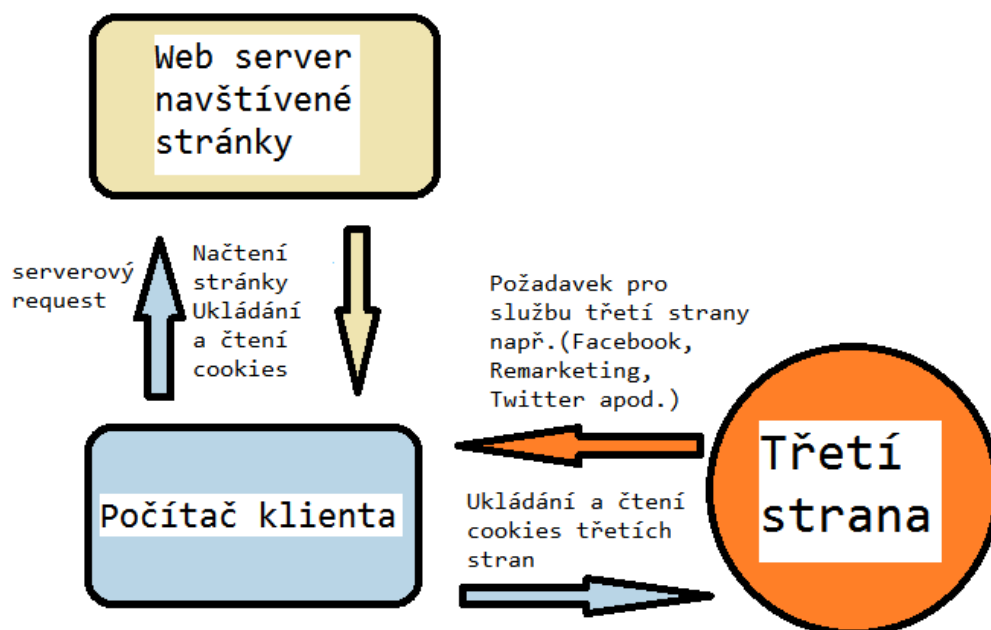 Web server
navštívené
stránky
serverový
request
Načtení
stránky
Ukládání
a čtení
cookies
Požadavek pro
službu třetí strany
např.(Facebook,
Remarketing,
Twitter apod.)
Třetí
strana
Počítač klienta
Ukládání a čtení
cookies třetích
stran